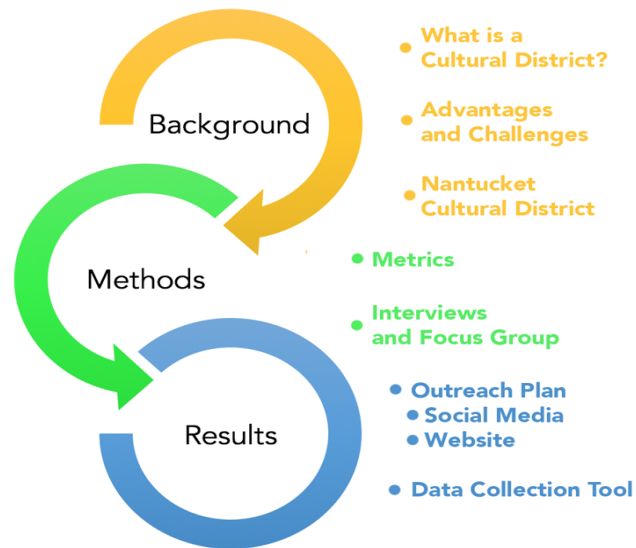 Background
• What is a
Cultural District?
• Advantages
and Challenges
• Nantucket
Cultural District
Methods
• Metrics
• Interviews
and Focus Group
Results
• Outreach Plan
• Social Media
• Website
• Data Collection Tool